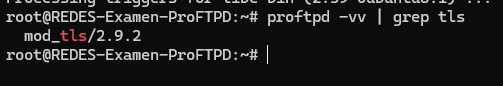 root@REDES-Examen-ProFTPD:~# proftpd -vv | grep tls
mod_tls/2.9.2
root@REDES-Examen-ProFTPD:~#